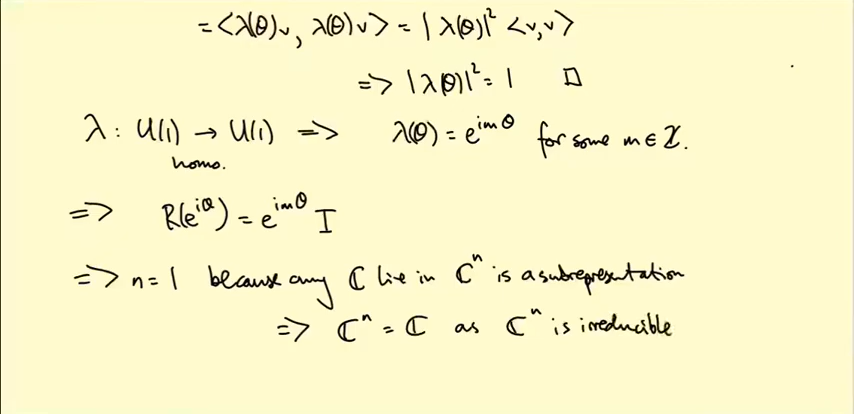 = <λ(θ)v, λ(θ)v> = |λ(θ)|² <v,v>
=> |λ(θ)|² = 1 □
λ : U(1) → U(1) => λ(θ) = e^{imθ} for some m ∈ ℤ.
homo.
=> R(e^{iθ}) = e^{imθ} I
=> n = 1 because any ℂ line in ℂⁿ is a subrepresentation
=> ℂⁿ = ℂ as ℂⁿ is irreducible